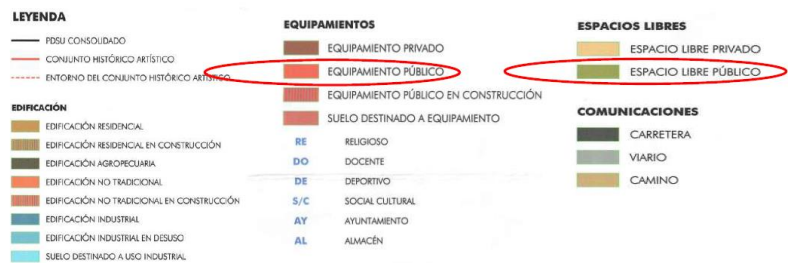 LEYENDA
PDSU CONSOLIDADO
CONJUNTO HISTÓRICO ARTÍSTICO
ENTORNO DEL CONJUNTO HISTÓRICO ARTÍSTICO
EDIFICACIÓN
EDIFICACIÓN RESIDENCIAL
EDIFICACIÓN RESIDENCIAL EN CONSTRUCCIÓN
EDIFICACIÓN AGROPECUARIA
EDIFICACIÓN NO TRADICIONAL
EDIFICACIÓN NO TRADICIONAL EN CONSTRUCCIÓN
EDIFICACIÓN INDUSTRIAL
EDIFICACIÓN INDUSTRIAL EN DESUSO
SUELO DESTINADO A USO INDUSTRIAL
EQUIPAMIENTOS
EQUIPAMIENTO PRIVADO
EQUIPAMIENTO PÚBLICO
EQUIPAMIENTO PÚBLICO EN CONSTRUCCIÓN
SUELO DESTINADO A EQUIPAMIENTO
RE RELIGIOSO
DO DOCENTE
DE DEPORTIVO
S/C SOCIAL CULTURAL
AY AYUNTAMIENTO
AL ALMACÉN
ESPACIOS LIBRES
ESPACIO LIBRE PRIVADO
ESPACIO LIBRE PÚBLICO
COMUNICACIONES
CARRETERA
VIARIO
CAMINO